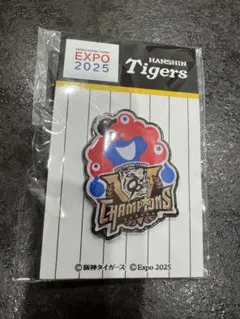 EXPO
2025
HANSHIN
Tigers
CHAMPIONS
©阪神タイガース ©Expo 2025